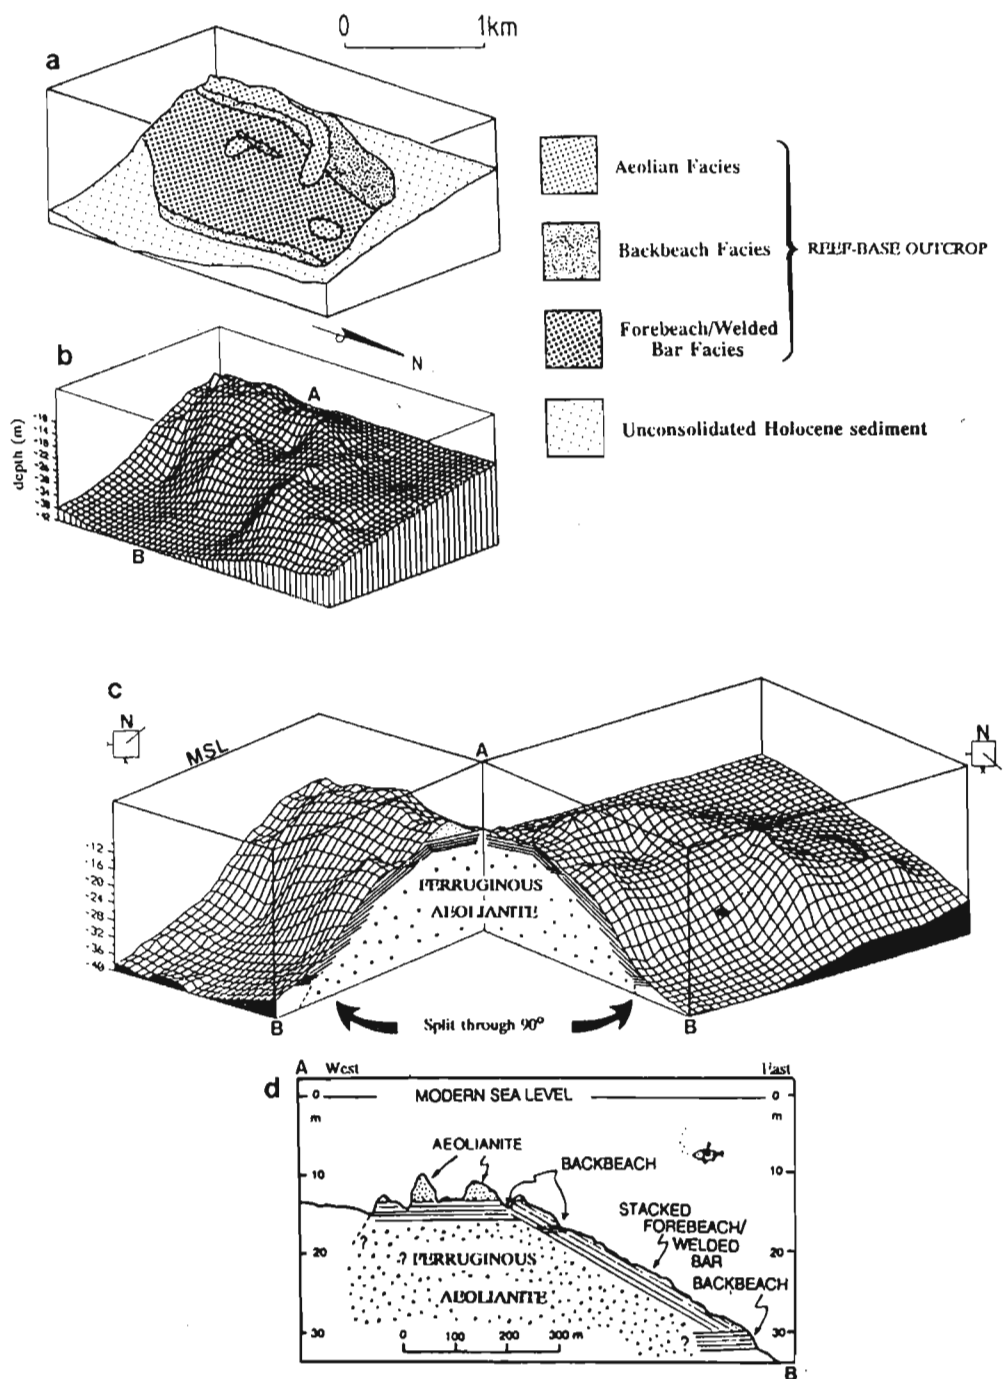 0 1km
a
Aeolian Facies
Backbeach Facies
REEF-BASE OUTCROP
Forebeach/Welded
Bar Facies
Unconsolidated Holocene sediment
N
b
A
depth (m)
B
c
N
MSL
A
N
-12
-16
-20
-24
-28
-32
-36
-40
FERRUGINOUS
AEOLIANITE
B
Split through 90°
B
d
A West East
0 MODERN SEA LEVEL 0
m m
AEOLIANITE
BACKBEACH
10 10
STACKED
FOREBEACH/
WELDED
BAR
20 20
? ? FERRUGINOUS
AEOLIANITE
BACKBEACH
30 ? 30
0 100 200 300 m
B